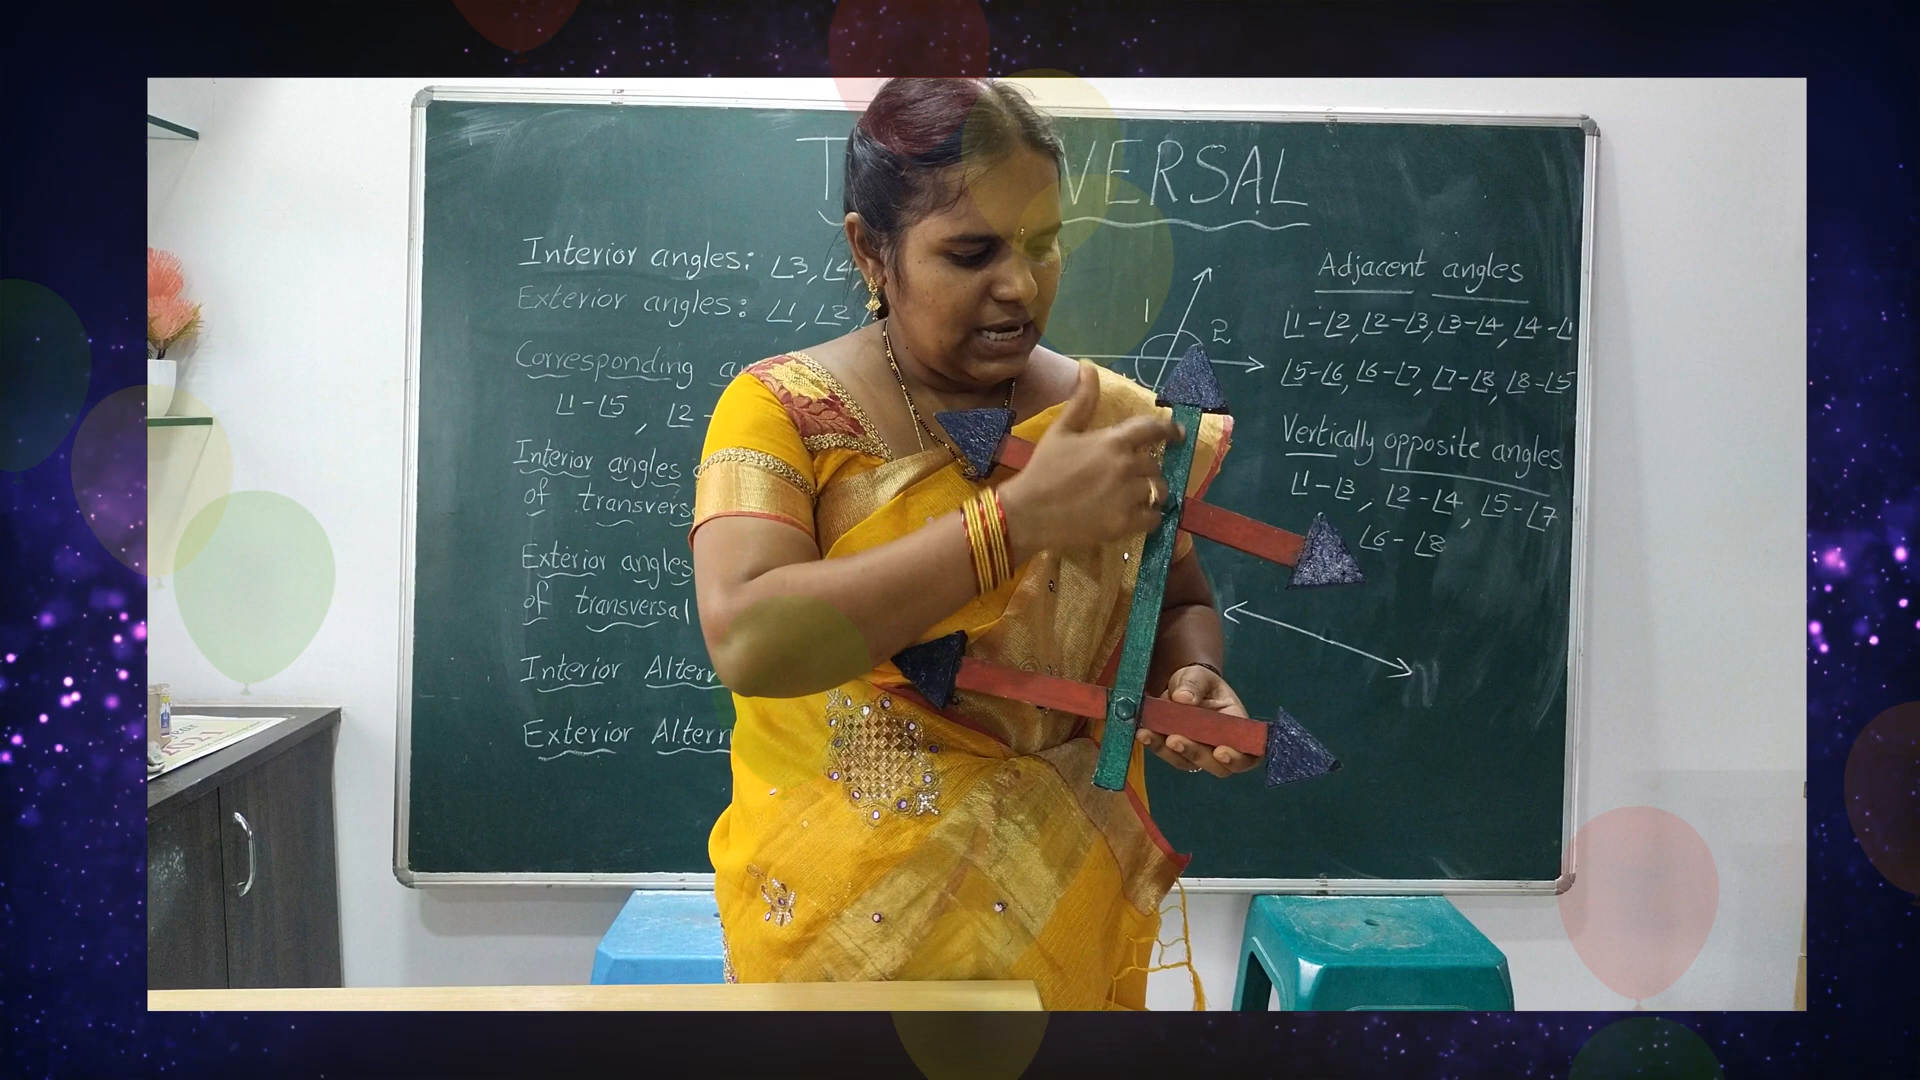 VERSAL
Interior angles: ∠3, ∠4
Exterior angles: ∠1, ∠2,
Corresponding
∠1-∠5, ∠2-
Interior angles
of transversa
Exterior angles
of transversal
Interior Altern
Exterior Altern
1
2
Adjacent angles
∠1-∠2, ∠2-∠3, ∠3-∠4, ∠4-∠1
∠5-∠6, ∠6-∠7, ∠7-∠8, ∠8-∠5
Vertically opposite angles
∠1-∠3, ∠2-∠4, ∠5-∠7
∠6-∠8
2021